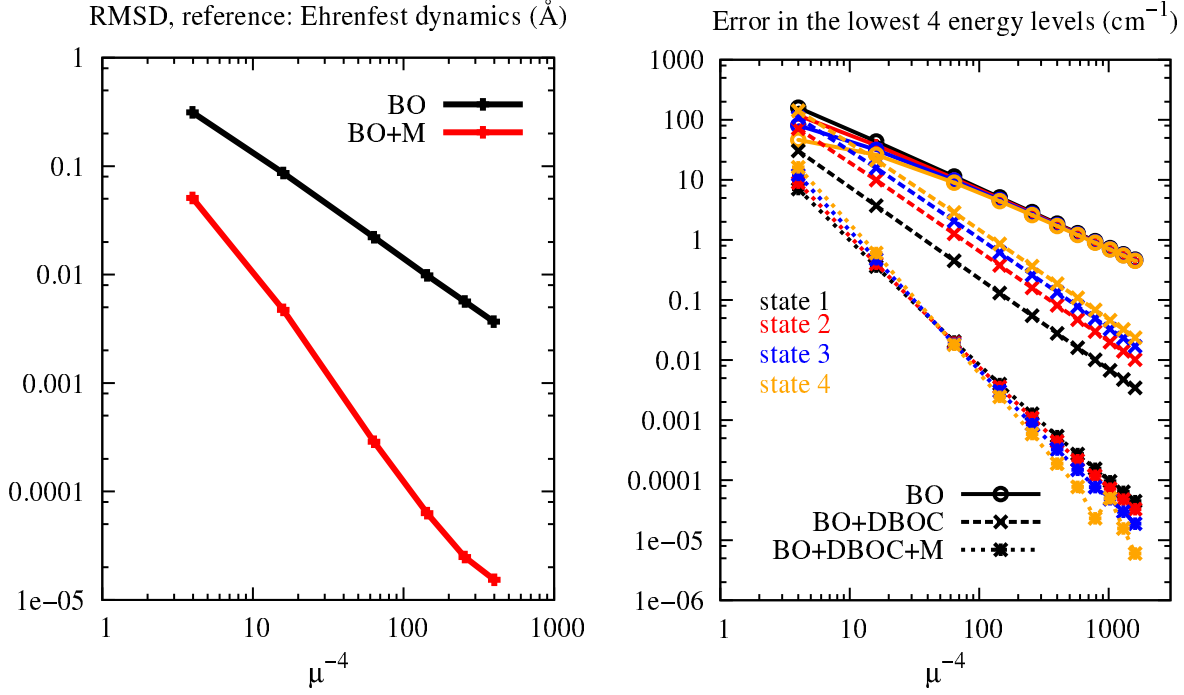 RMSD, reference: Ehrenfest dynamics (Å)
1
0.1
0.01
0.001
0.0001
1e-05
1 10 100 1000
μ⁻⁴
BO
BO+M
Error in the lowest 4 energy levels (cm⁻¹)
1000
100
10
1
0.1
0.01
0.001
0.0001
1e-05
1e-06
1 10 100 1000
μ⁻⁴
state 1
state 2
state 3
state 4
BO
BO+DBOC
BO+DBOC+M